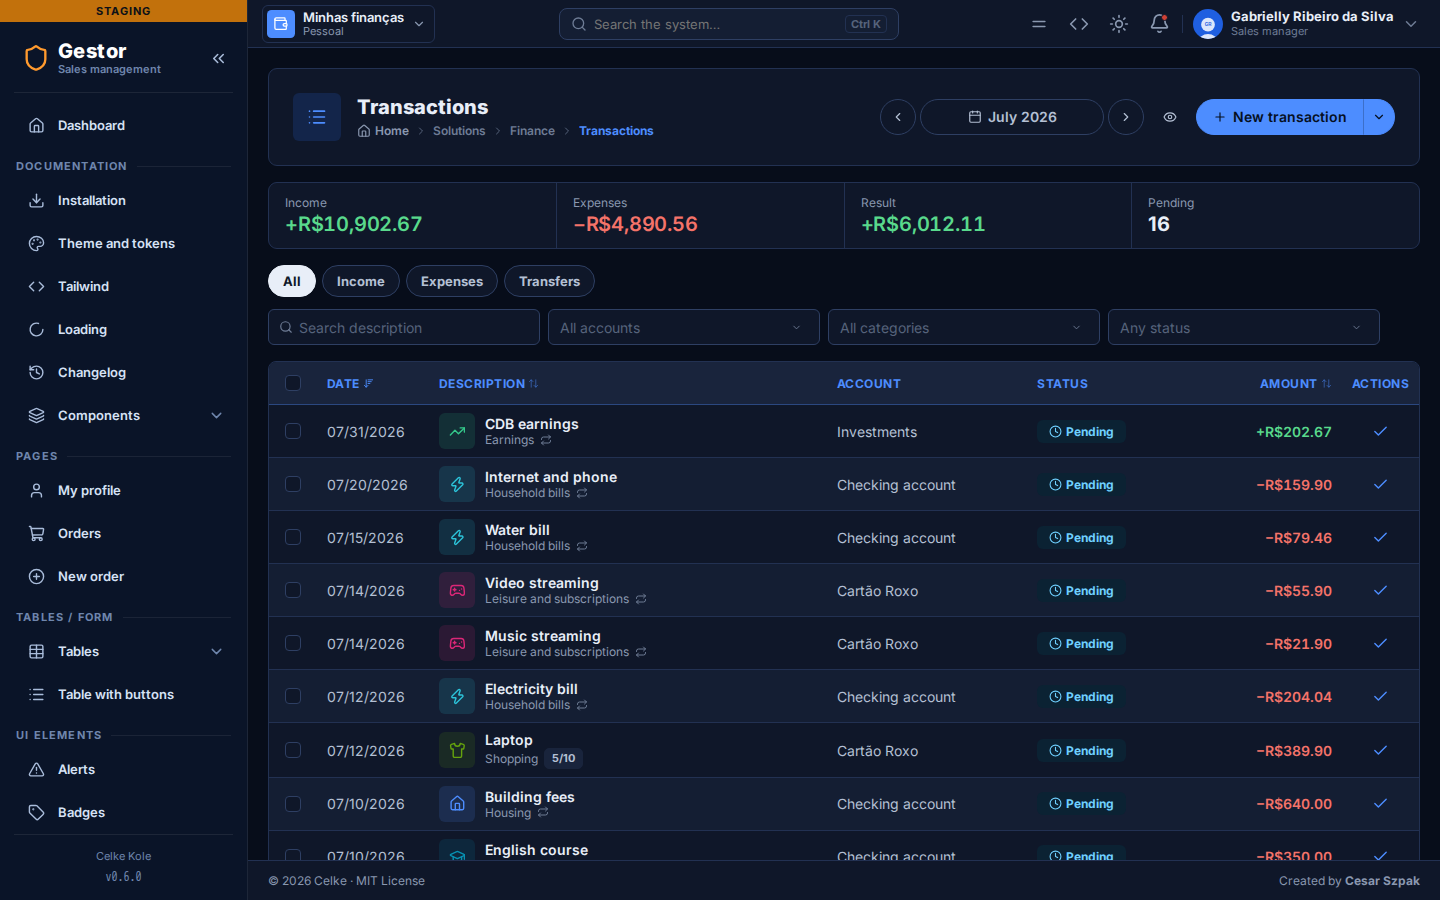 STAGING
Gestor
Sales management
Dashboard
DOCUMENTATION
Installation
Theme and tokens
Tailwind
Loading
Changelog
Components
PAGES
My profile
Orders
New order
TABLES / FORM
Tables
Table with buttons
UI ELEMENTS
Alerts
Badges
Celke Kole
v0.6.0
Minhas finanças
Pessoal
Search the system...
Ctrl K
GR
Gabrielly Ribeiro da Silva
Sales manager
Transactions
Home > Solutions > Finance > Transactions
July 2026
New transaction
Income
+R$10,902.67
Expenses
−R$4,890.56
Result
+R$6,012.11
Pending
16
All Income Expenses Transfers
Search description All accounts All categories Any status
DATE DESCRIPTION ACCOUNT STATUS AMOUNT ACTIONS
07/31/2026 CDB earnings Investments Pending +R$202.67
Earnings
07/20/2026 Internet and phone Checking account Pending −R$159.90
Household bills
07/15/2026 Water bill Checking account Pending −R$79.46
Household bills
07/14/2026 Video streaming Cartão Roxo Pending −R$55.90
Leisure and subscriptions
07/14/2026 Music streaming Cartão Roxo Pending −R$21.90
Leisure and subscriptions
07/12/2026 Electricity bill Checking account Pending −R$204.04
Household bills
07/12/2026 Laptop Cartão Roxo Pending −R$389.90
Shopping 5/10
07/10/2026 Building fees Checking account Pending −R$640.00
Housing
07/10/2026 English course Checking account Pending −R$350.00
© 2026 Celke · MIT License
Created by Cesar Szpak